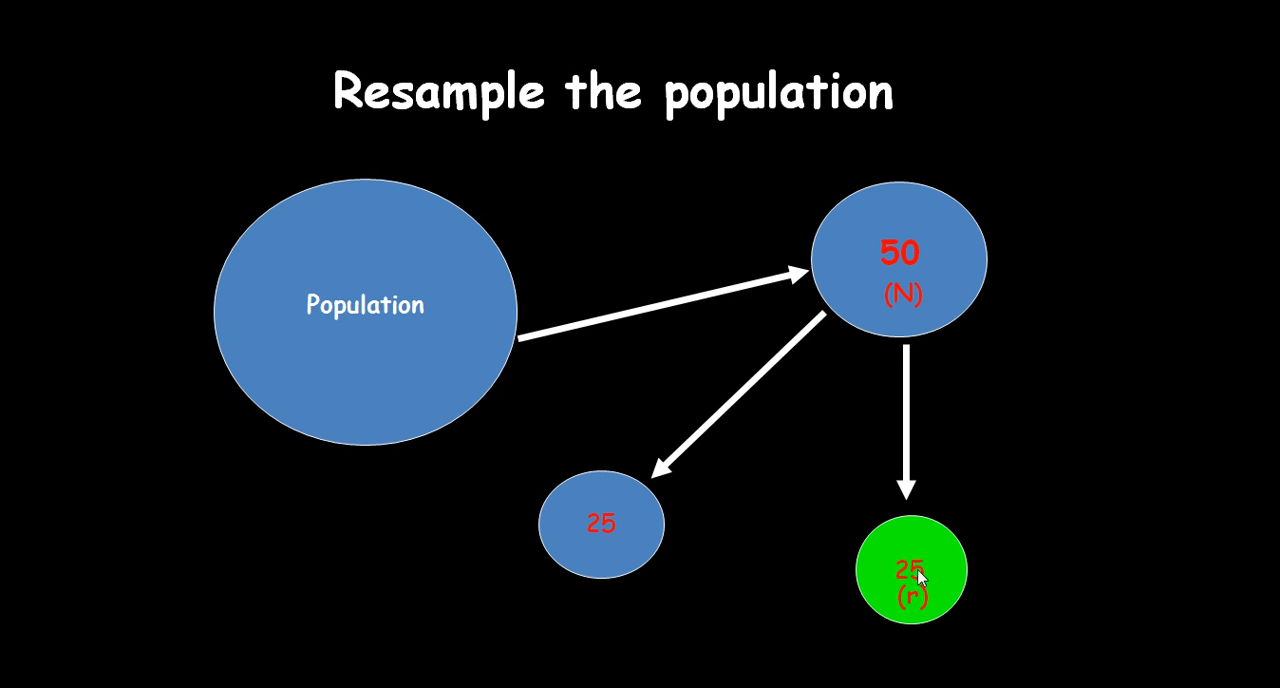 Resample the population
Population
50
(N)
25
25
(r)